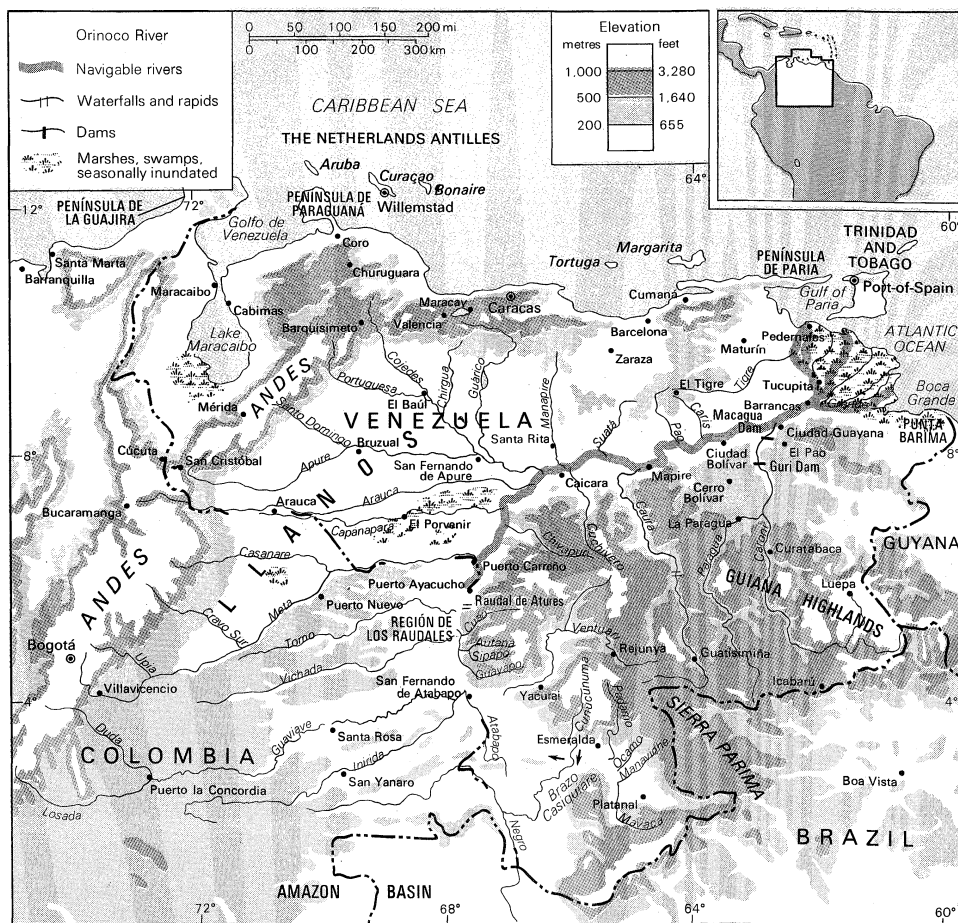 Orinoco River
Navigable rivers
Waterfalls and rapids
Dams
Marshes, swamps,
seasonally inundated
0 50 100 150 200 mi
0 100 200 300 km
Elevation
metres feet
1,000 3,280
500 1,640
200 655
CARIBBEAN SEA
THE NETHERLANDS ANTILLES
Aruba
Curaçao
Bonaire
Willemstad
64°
60°
12°
72°
PENÍNSULA DE
LA GUAJIRA
PENÍNSULA DE
PARAGUANÁ
Golfo de
Venezuela
Coro
Churuguara
Santa Marta
Barranquilla
Maracaibo
Cabimas
Lake
Maracaibo
Barquisimeto
Maracay
Valencia
Caracas
Tortuga
Margarita
Cumaná
Barcelona
Zaraza
Maturín
PENÍNSULA
DE PARIA
TRINIDAD
AND
TOBAGO
Port-of-Spain
Gulf of
Paria
Pedernales
ATLANTIC
OCEAN
Boca
Grande
Tucupita
Barrancas
PUNTA
BARIMA
Tigre
El Tigre
Caris
Pao
Macagua
Dam
Ciudad Guayana
El Pao
Guri Dam
Ciudad
Bolívar
Cerro
Bolívar
Mapire
Suatá
Manapire
Santa Rita
Guárico
Chirgua
Cojedes
Portuguesa
El Baúl
VENEZUELA
ANDES
Mérida
Santo Domingo
Bruzual
Apure
San Fernando
de Apure
Caicara
8°
8°
Cúcuta
San Cristóbal
Arauca
Arauca
Capanapara
El Porvenir
Bucaramanga
LLANOS
ANDES
Casanare
Meta
Cravo Sur
Puerto Carreño
Puerto Ayacucho
Puerto Nuevo
Raudal de Atures
REGIÓN DE
LOS RAUDALES
Tomo
Vichada
Upía
Bogotá
Villavicencio
Cuchivero
Caura
La Paragua
Paragua
Caroní
Curatabaca
GUYANA
Luepa
GUIANA HIGHLANDS
Icabarú
Guatisimiña
Rejunya
Ventuari
Autana
Sipapo
Guayapo
Yacurai
San Fernando
de Atabapo
Atabapo
Cunucunuma
Padamo
Ocamo
Manaviche
Esmeralda
Brazo
Casiquiare
Platanal
Mavaca
SIERRA PARIMA
Boa Vista
BRAZIL
4°
4°
Guaviare
Santa Rosa
Inírida
San Yanaro
COLOMBIA
Duda
Puerto la Concordia
Losada
Negro
AMAZON BASIN
72°
68°
60°